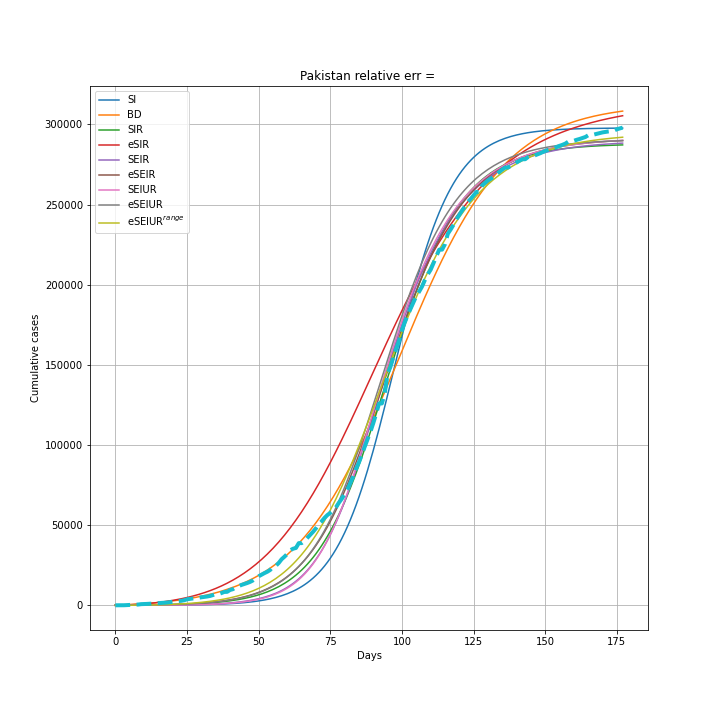 Pakistan relative err =
SI
BD
SIR
eSIR
SEIR
eSEIR
SEIUR
eSEIUR
eSEIUR^range
300000
250000
200000
150000
100000
50000
0
Cumulative cases
0 25 50 75 100 125 150 175
Days